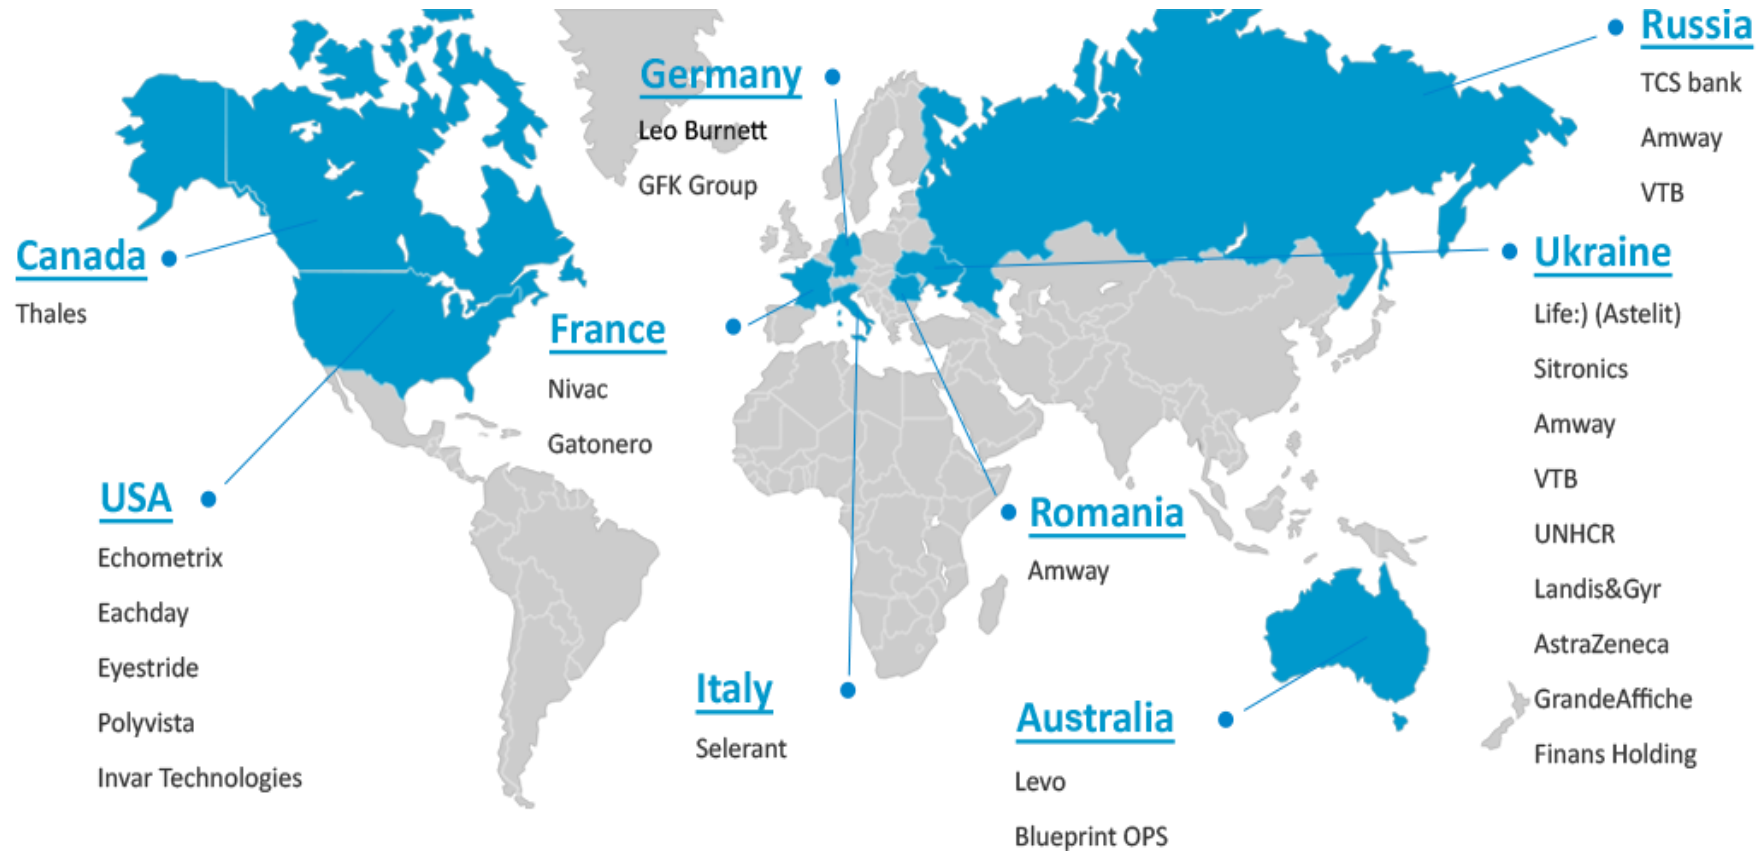 Canada
Thales
USA
Echometrix
Eachday
Eyestride
Polyvista
Invar Technologies
Germany
Leo Burnett
GFK Group
France
Nivac
Gatonero
Italy
Selerant
Romania
Amway
Australia
Levo
Blueprint OPS
Russia
TCS bank
Amway
VTB
Ukraine
Life:) (Astelit)
Sitronics
Amway
VTB
UNHCR
Landis&Gyr
AstraZeneca
GrandeAffiche
Finans Holding